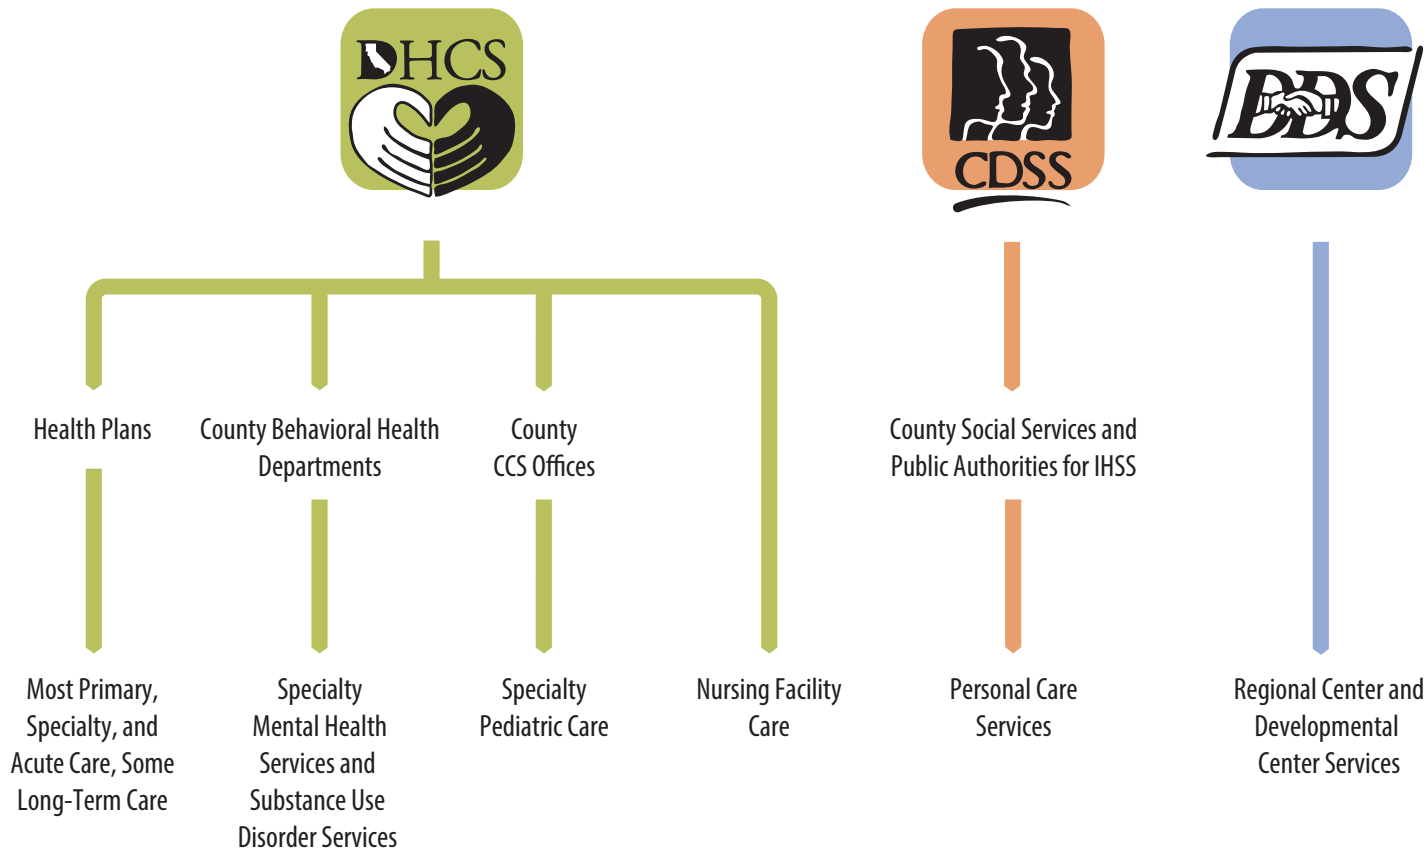 DHCS
CDSS
DDS
Health Plans
County Behavioral Health
Departments
County
CCS Offices
County Social Services and
Public Authorities for IHSS
Most Primary,
Specialty, and
Acute Care, Some
Long-Term Care
Specialty
Mental Health
Services and
Substance Use
Disorder Services
Specialty
Pediatric Care
Nursing Facility
Care
Personal Care
Services
Regional Center and
Developmental
Center Services